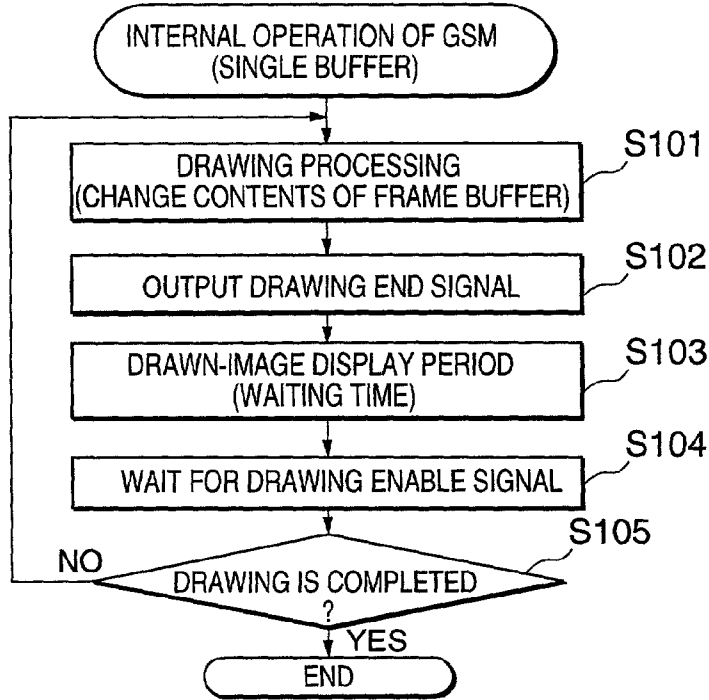 INTERNAL OPERATION OF GSM
(SINGLE BUFFER)
DRAWING PROCESSING
(CHANGE CONTENTS OF FRAME BUFFER)
S101
OUTPUT DRAWING END SIGNAL
S102
DRAWN-IMAGE DISPLAY PERIOD
(WAITING TIME)
S103
WAIT FOR DRAWING ENABLE SIGNAL
S104
DRAWING IS COMPLETED
?
S105
NO
YES
END